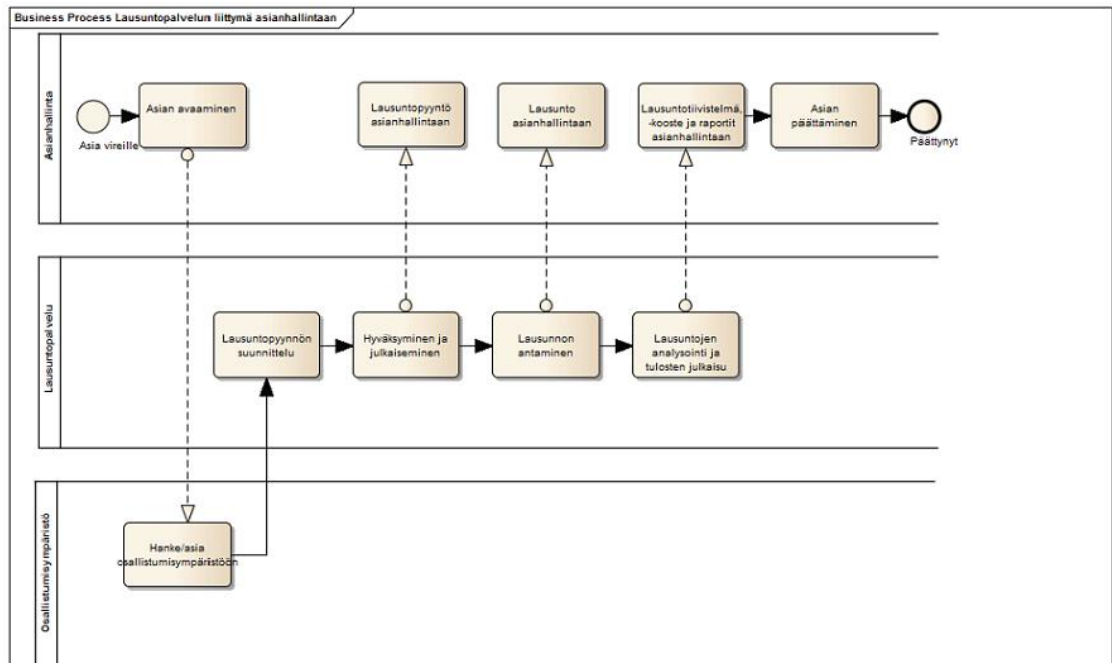 Business Process Lausuntopalvelun liittymä asianhallintaan
Asianhallinta
Asia vireille
Asian avaaminen
Lausuntopyyntö
asianhallintaan
Lausunto
asianhallintaan
Lausuntotiivistelmä,
-kooste ja raportit
asianhallintaan
Asian
päättäminen
Päättynyt
Lausuntopalvelu
Lausuntopyynnön
suunnittelu
Hyväksyminen ja
julkaiseminen
Lausunnon
antaminen
Lausuntojen
analysointi ja
tulosten julkaisu
Osallistumisympäristö
Hanke/asia
osallistumisympäristöön